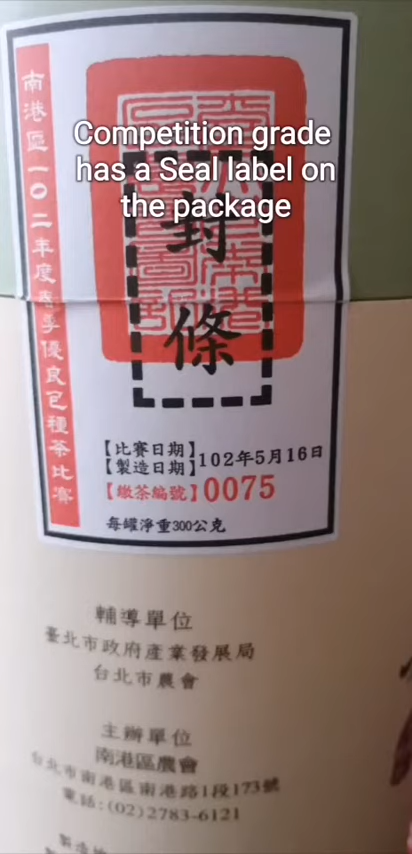 Competition grade
has a Seal label on
the package
南港區一0二年度春季優良包種茶比賽
封
條
【比賽日期】
【製造日期】102年5月16日
【繳茶編號】0075
每罐淨重300公克
輔導單位
臺北市政府產業發展局
台北市農會
主辦單位
南港區農會
台北市南港區南港路1段173號
電話:(02)2783-6121